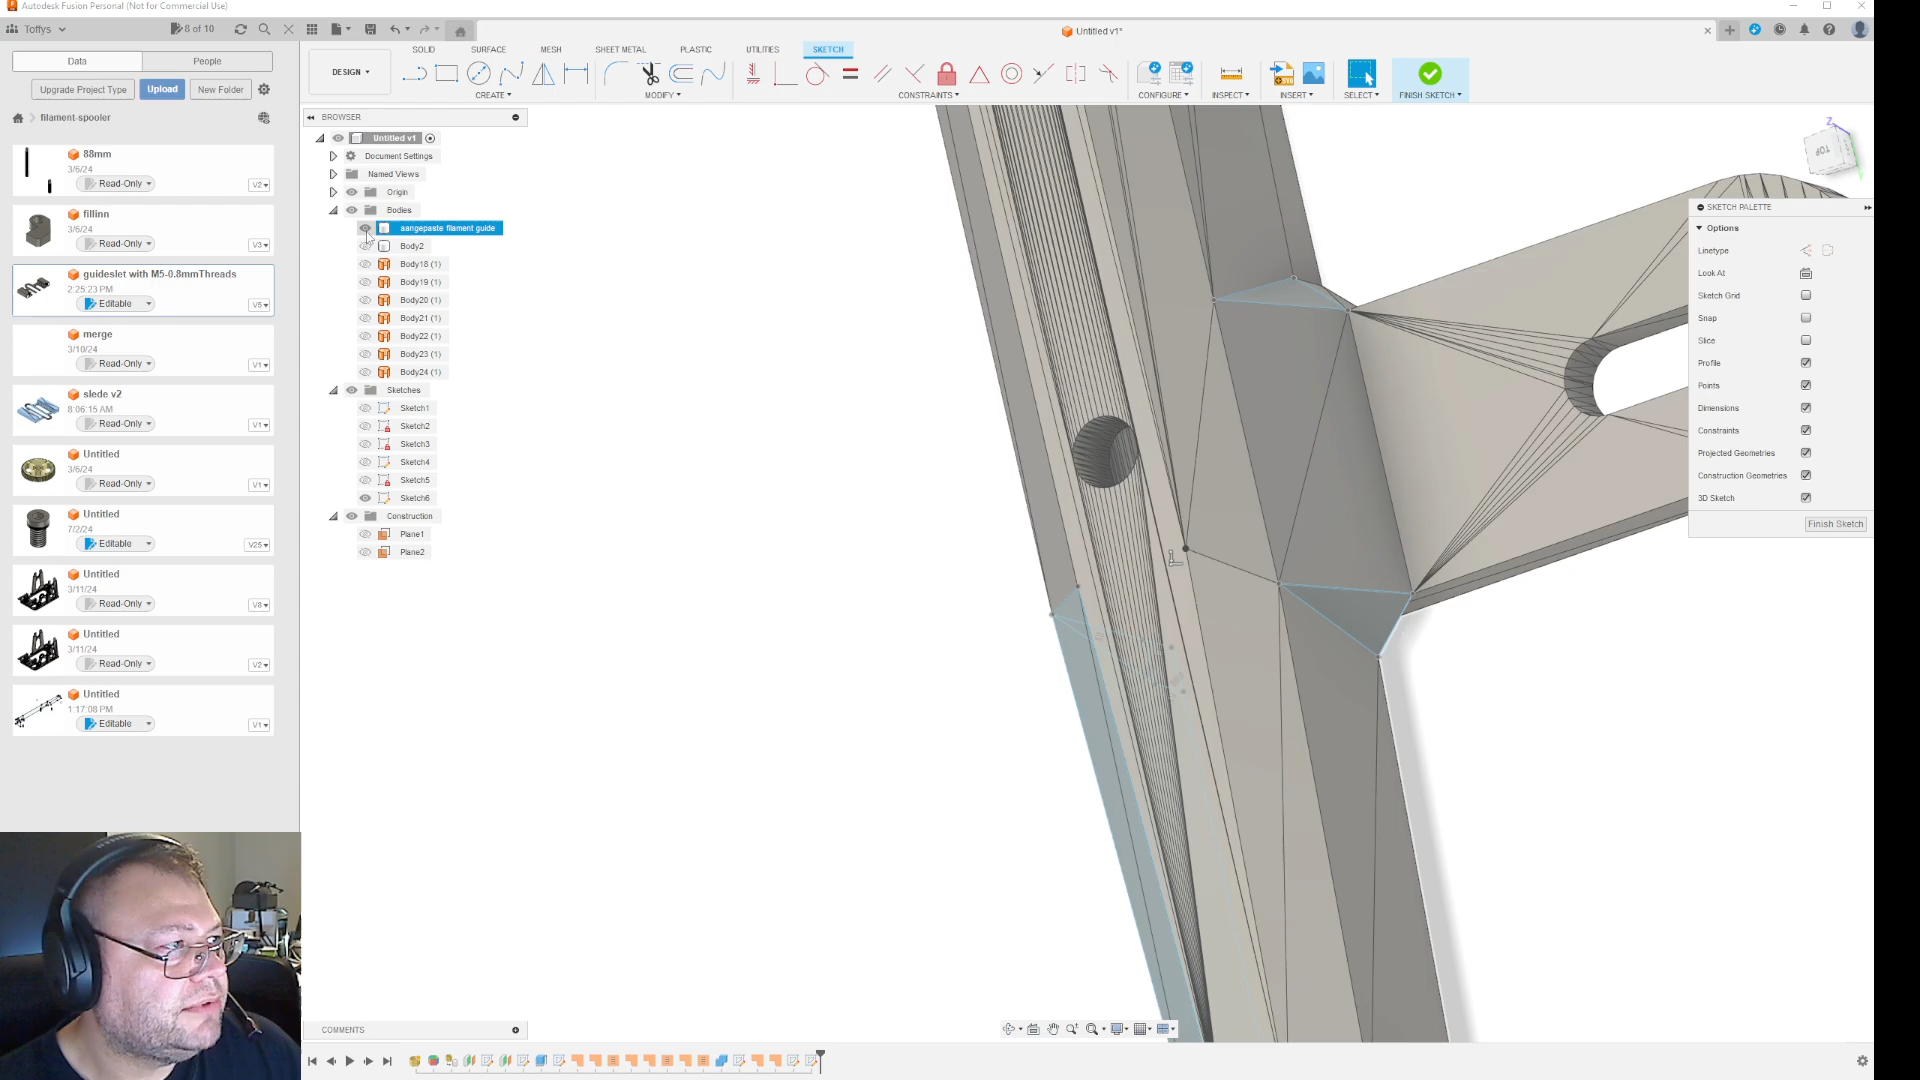 Autodesk Fusion Personal (Not for Commercial Use)
Toffys
8 of 10
Untitled v1*
Data
People
Upgrade Project Type
Upload
New Folder
filament-spooler
88mm
3/6/24
Read-Only
V2
fillinn
3/6/24
Read-Only
V3
guideslet with M5-0.8mmThreads
2:25:23 PM
Editable
V5
merge
3/10/24
Read-Only
V1
slede v2
8:06:15 AM
Read-Only
V1
Untitled
3/6/24
Read-Only
V1
Untitled
7/2/24
Editable
V25
Untitled
3/11/24
Read-Only
V8
Untitled
3/11/24
Read-Only
V2
Untitled
1:17:08 PM
Editable
V1
DESIGN
SOLID
SURFACE
MESH
SHEET METAL
PLASTIC
UTILITIES
SKETCH
CREATE
MODIFY
CONSTRAINTS
CONFIGURE
INSPECT
INSERT
SELECT
FINISH SKETCH
BROWSER
Untitled v1
Document Settings
Named Views
Origin
Bodies
aangepaste filament guide
Body2
Body18 (1)
Body19 (1)
Body20 (1)
Body21 (1)
Body22 (1)
Body23 (1)
Body24 (1)
Sketches
Sketch1
Sketch2
Sketch3
Sketch4
Sketch5
Sketch6
Construction
Plane1
Plane2
Z
TOP
SKETCH PALETTE
Options
Linetype
Look At
Sketch Grid
Snap
Slice
Profile
Points
Dimensions
Constraints
Projected Geometries
Construction Geometries
3D Sketch
Finish Sketch
COMMENTS